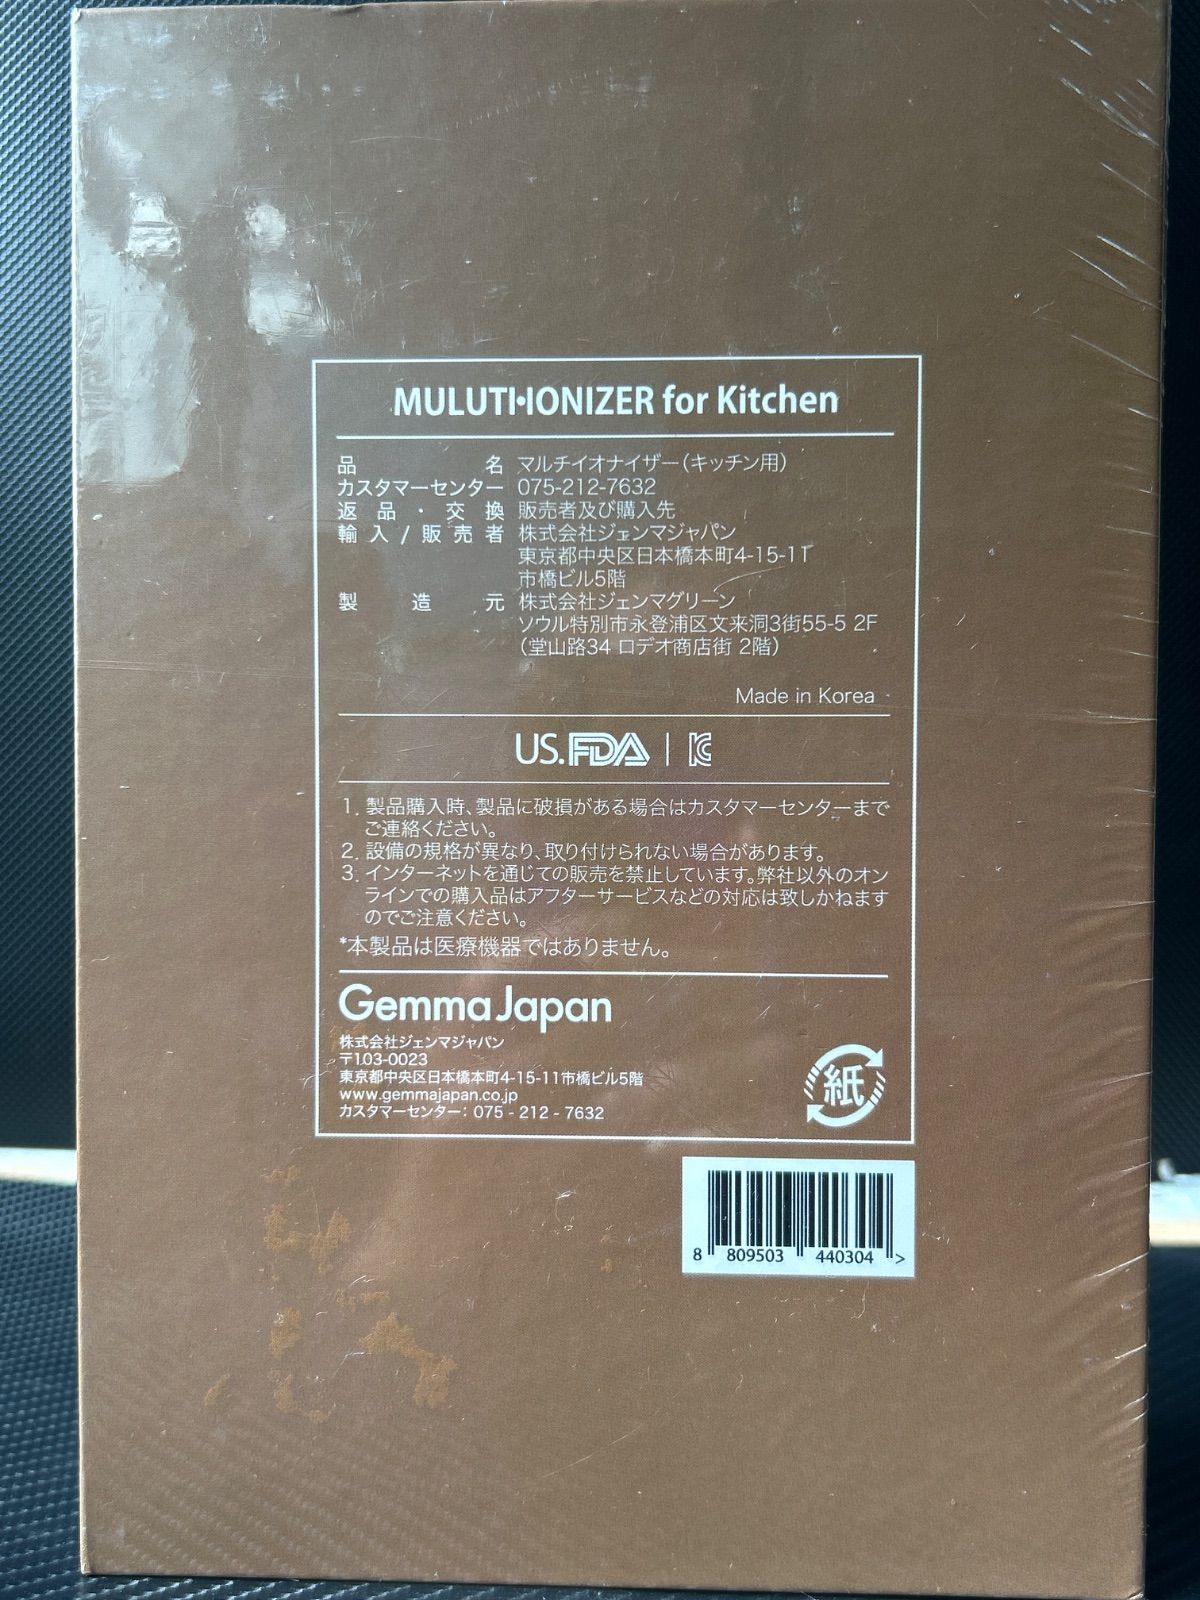 MULUTI•IONIZER for Kitchen
品名 マルチイオナイザー(キッチン用)
カスタマーセンター 075-212-7632
返品・交換 販売者及び購入先
輸入/販売者 株式会社ジェンマジャパン
東京都中央区日本橋本町4-15-11
市橋ビル5階
製造元 株式会社ジェンマグリーン
ソウル特別市永登浦区文来洞3街55-5 2F
(堂山路34 ロデオ商店街 2階)
Made in Korea
US.FDA | KC
1. 製品購入時、製品に破損がある場合はカスタマーセンターまで
ご連絡ください。
2. 設備の規格が異なり、取り付けられない場合があります。
3. インターネットを通じての販売を禁止しています。弊社以外のオン
ラインでの購入品はアフターサービスなどの対応は致しかねます
のでご注意ください。
*本製品は医療機器ではありません。
Gemma Japan
株式会社ジェンマジャパン
〒103-0023
東京都中央区日本橋本町4-15-11市橋ビル5階
www.gemmajapan.co.jp
カスタマーセンター: 075 - 212 - 7632
紙
8 809503 440304 >